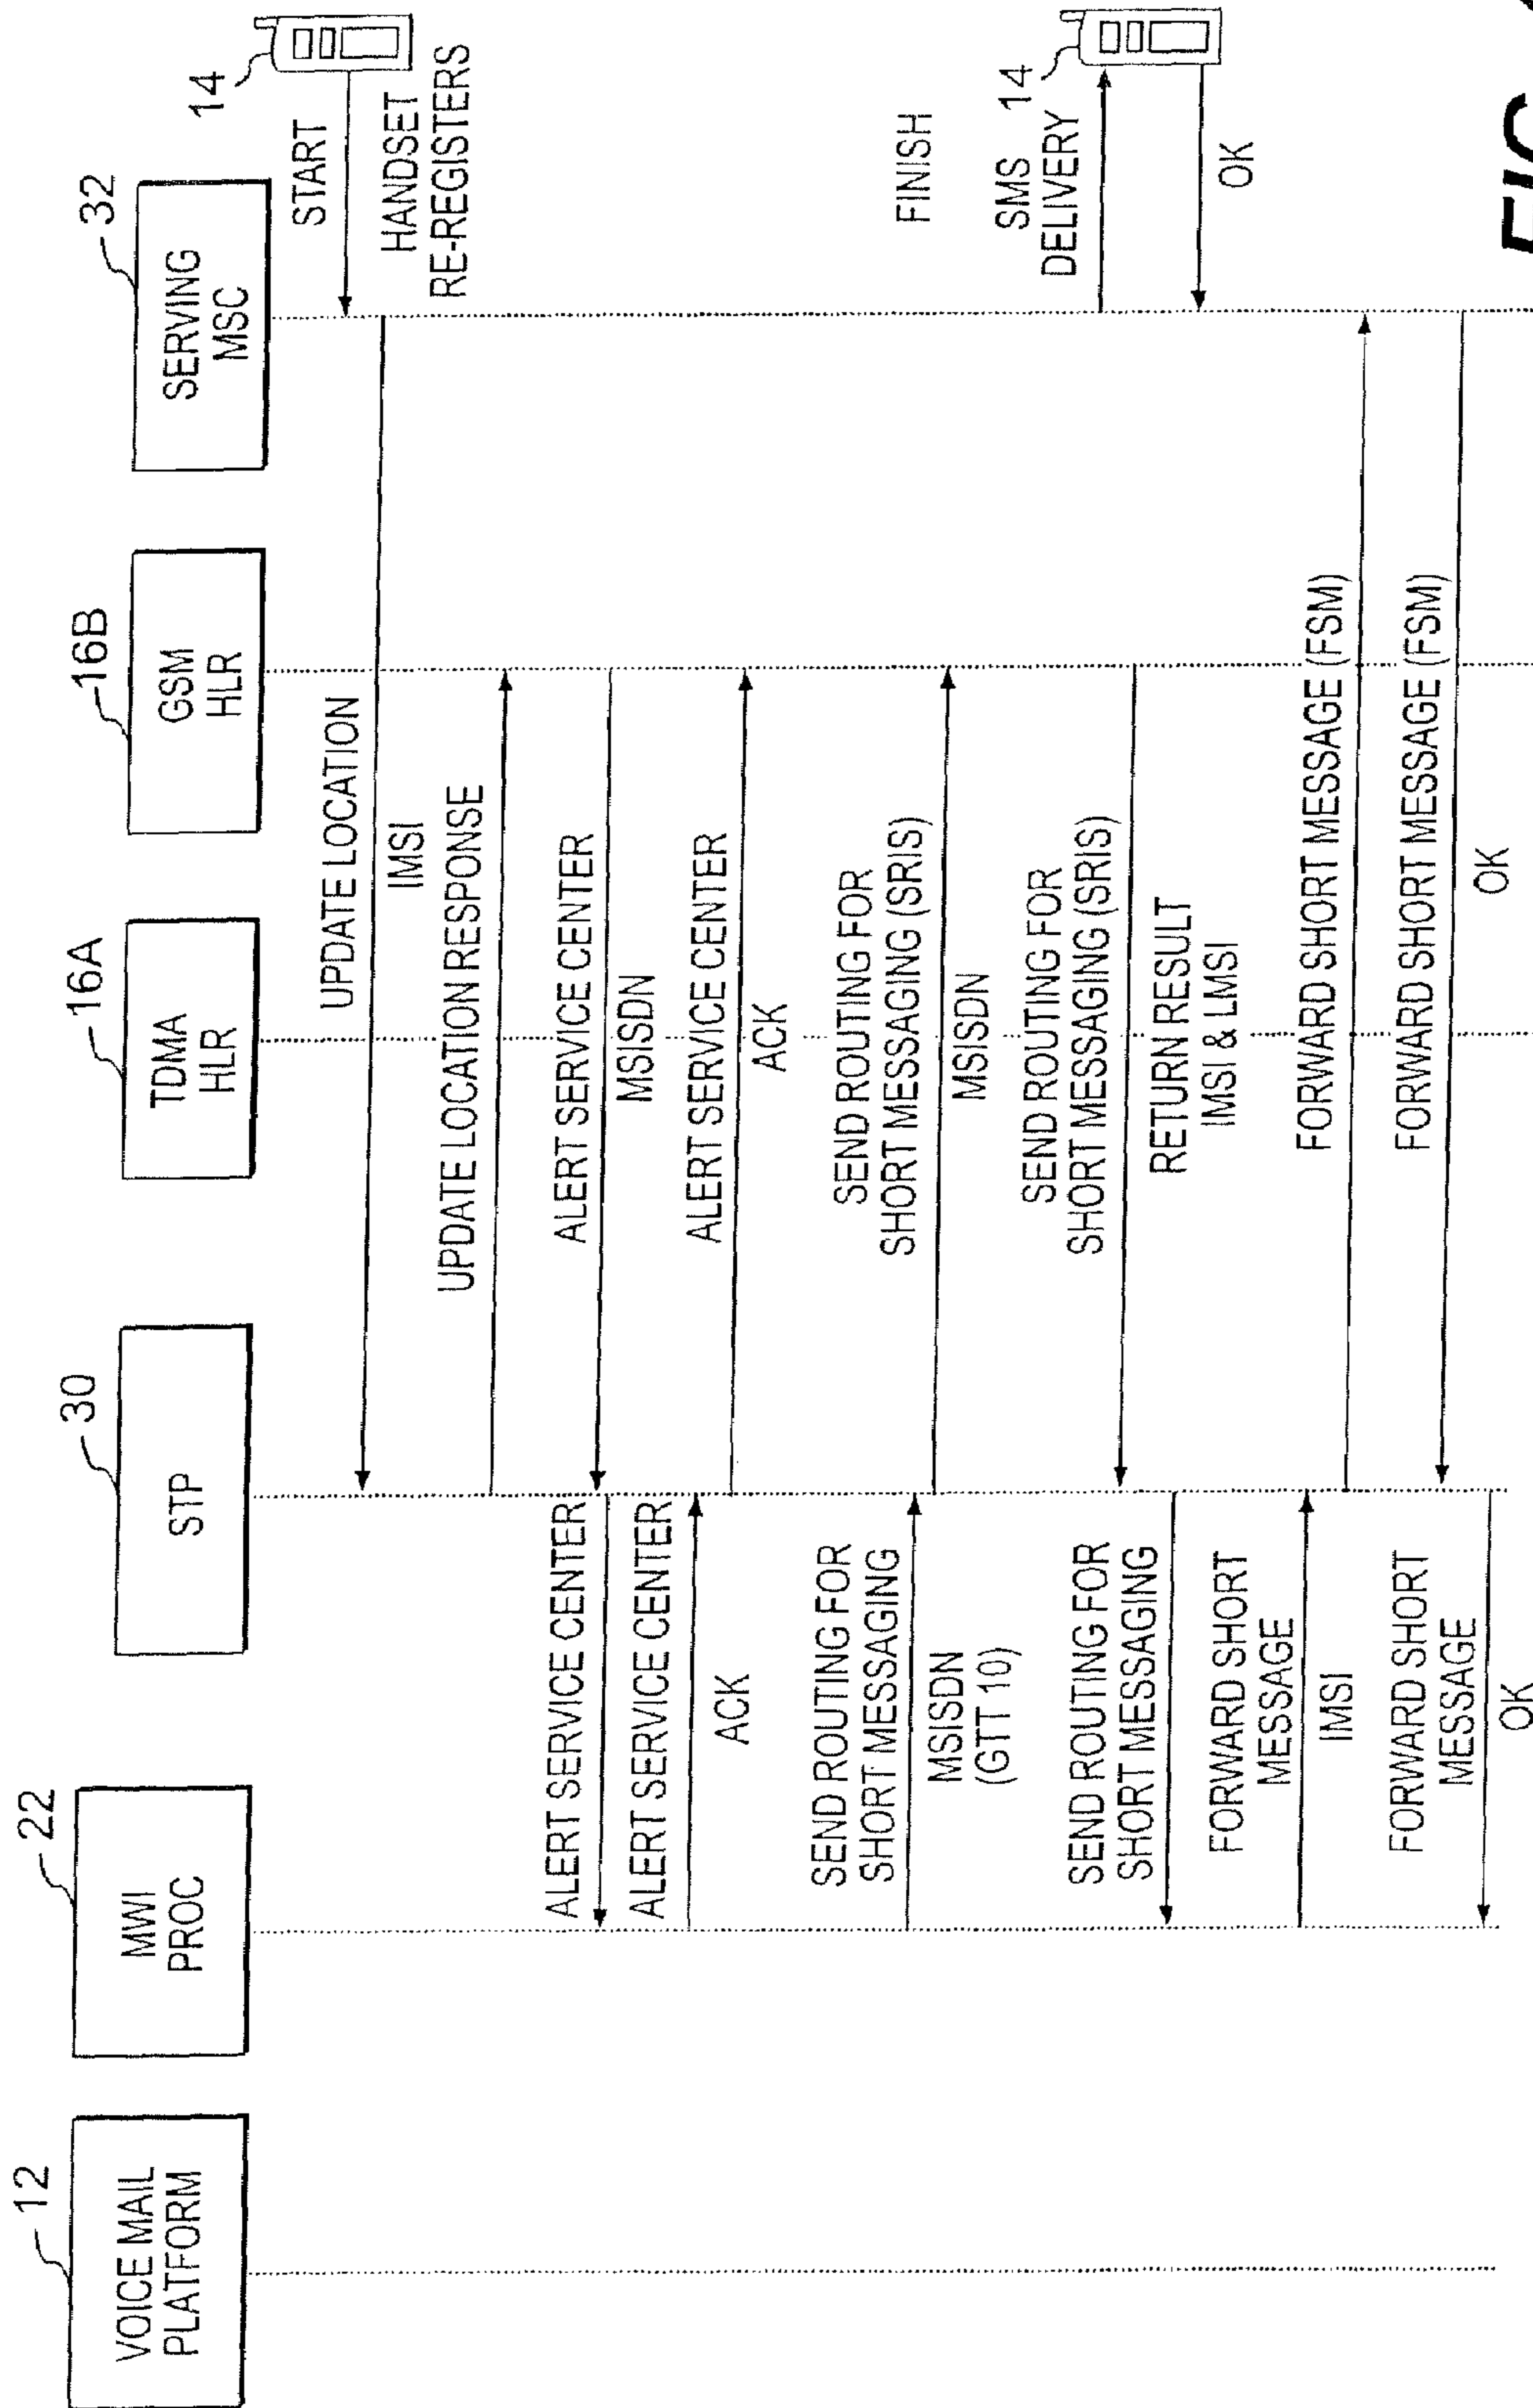 12
VOICE MAIL
PLATFORM
22
MWI
PROC
30
STP
16A
TDMA
HLR
16B
GSM
HLR
32
SERVING
MSC
14
START
HANDSET
RE-REGISTERS
UPDATE LOCATION
IMSI
UPDATE LOCATION RESPONSE
ALERT SERVICE CENTER
MSISDN
ALERT SERVICE CENTER
ALERT SERVICE CENTER
ACK
ALERT SERVICE CENTER
ACK
SEND ROUTING FOR
SHORT MESSAGING
MSISDN
(GTT 10)
SEND ROUTING FOR
SHORT MESSAGING (SRIS)
MSISDN
SEND ROUTING FOR
SHORT MESSAGING (SRIS)
RETURN RESULT
IMSI & LMSI
SEND ROUTING FOR
SHORT MESSAGING
FORWARD SHORT
MESSAGE
IMSI
FORWARD SHORT MESSAGE (FSM)
FORWARD SHORT MESSAGE (FSM)
OK
FORWARD SHORT
MESSAGE
OK
FINISH
SMS
DELIVERY
14
OK
FIG.